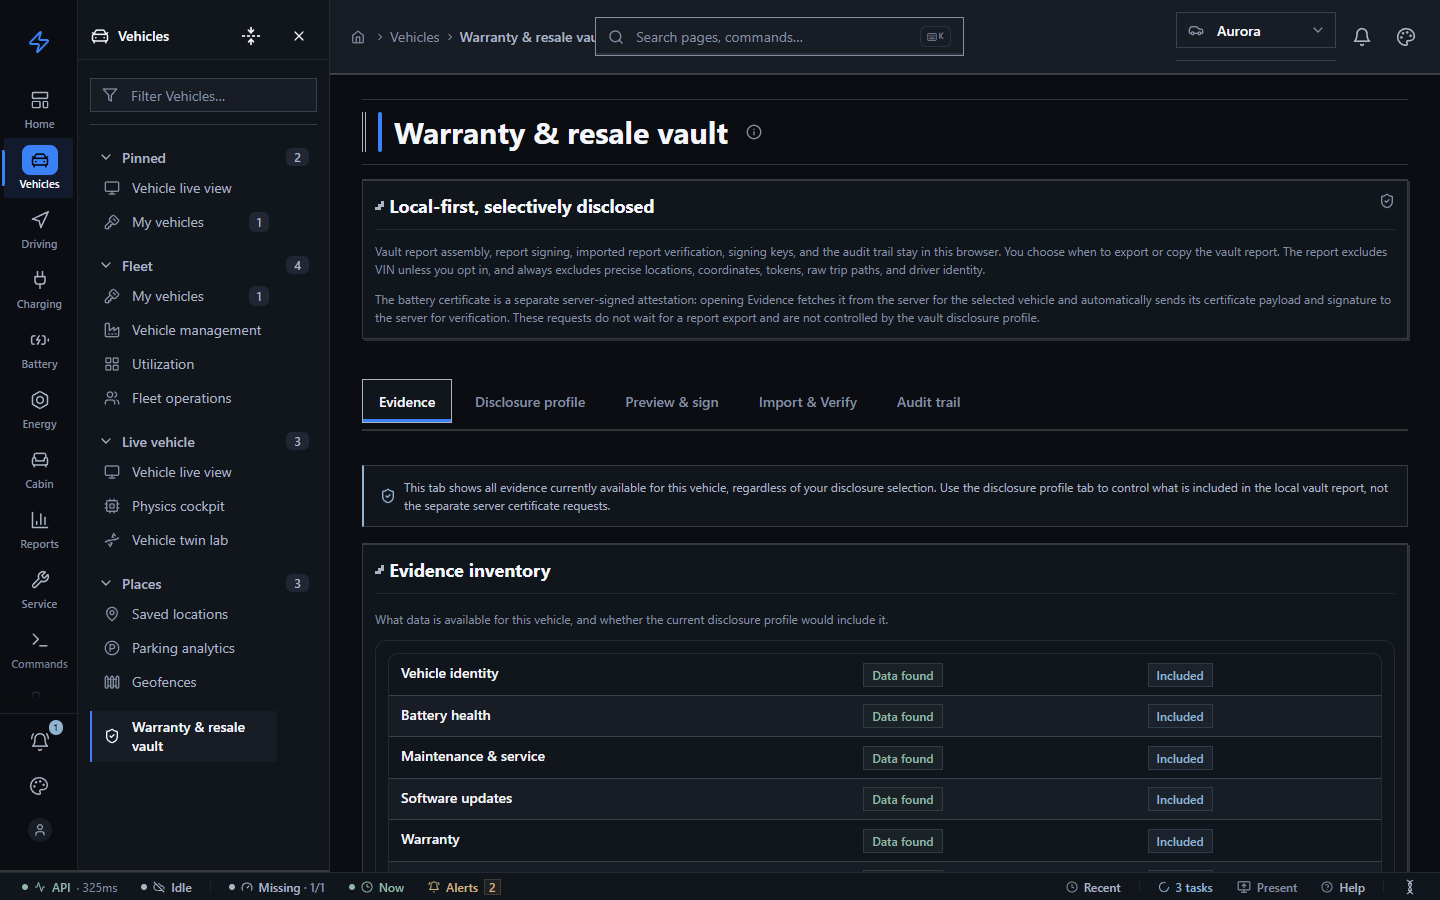 Home
Vehicles
Driving
Charging
Battery
Energy
Cabin
Reports
Service
Commands
1
Vehicles
Filter Vehicles...
Pinned 2
Vehicle live view
My vehicles 1
Fleet 4
My vehicles 1
Vehicle management
Utilization
Fleet operations
Live vehicle 3
Vehicle live view
Physics cockpit
Vehicle twin lab
Places 3
Saved locations
Parking analytics
Geofences
Warranty & resale
vault
Vehicles Warranty & resale vau
Search pages, commands... K
Aurora
Warranty & resale vault
Local-first, selectively disclosed
Vault report assembly, report signing, imported report verification, signing keys, and the audit trail stay in this browser. You choose when to export or copy the vault report. The report excludes
VIN unless you opt in, and always excludes precise locations, coordinates, tokens, raw trip paths, and driver identity.
The battery certificate is a separate server-signed attestation: opening Evidence fetches it from the server for the selected vehicle and automatically sends its certificate payload and signature to
the server for verification. These requests do not wait for a report export and are not controlled by the vault disclosure profile.
Evidence Disclosure profile Preview & sign Import & Verify Audit trail
This tab shows all evidence currently available for this vehicle, regardless of your disclosure selection. Use the disclosure profile tab to control what is included in the local vault report, not
the separate server certificate requests.
Evidence inventory
What data is available for this vehicle, and whether the current disclosure profile would include it.
Vehicle identity Data found Included
Battery health Data found Included
Maintenance & service Data found Included
Software updates Data found Included
Warranty Data found Included
API · 325ms Idle Missing · 1/1 Now Alerts 2 Recent 3 tasks Present Help